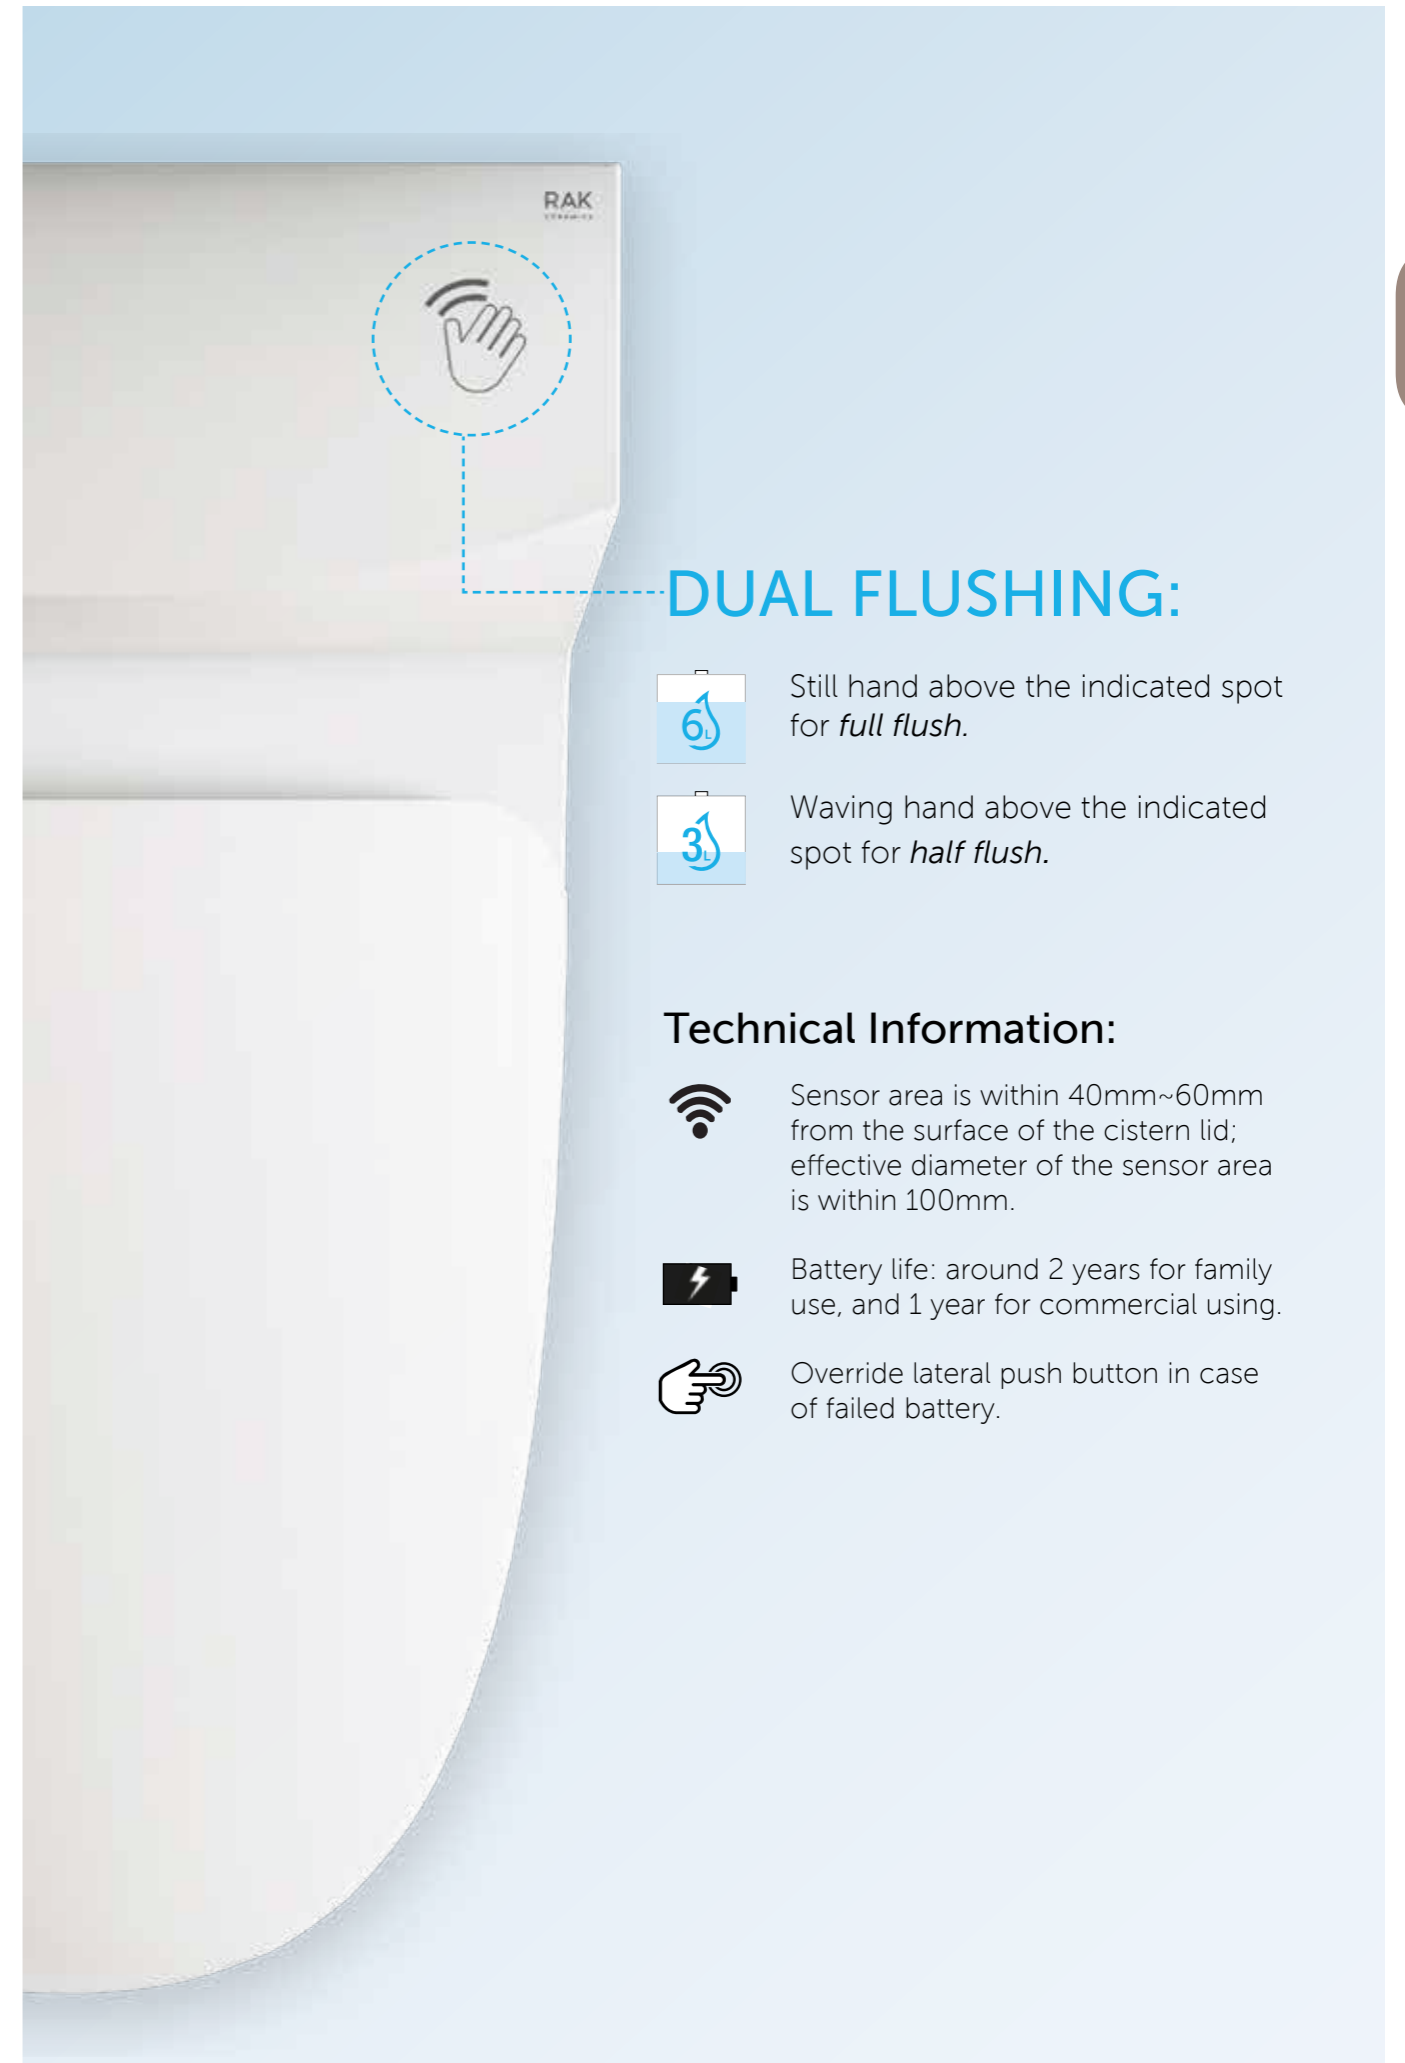 RAK
CERAMICS
DUAL FLUSHING:
6L
Still hand above the indicated spot
for full flush.
3L
Waving hand above the indicated
spot for half flush.
Technical Information:
Sensor area is within 40mm~60mm
from the surface of the cistern lid;
effective diameter of the sensor area
is within 100mm.
Battery life: around 2 years for family
use, and 1 year for commercial using.
Override lateral push button in case
of failed battery.